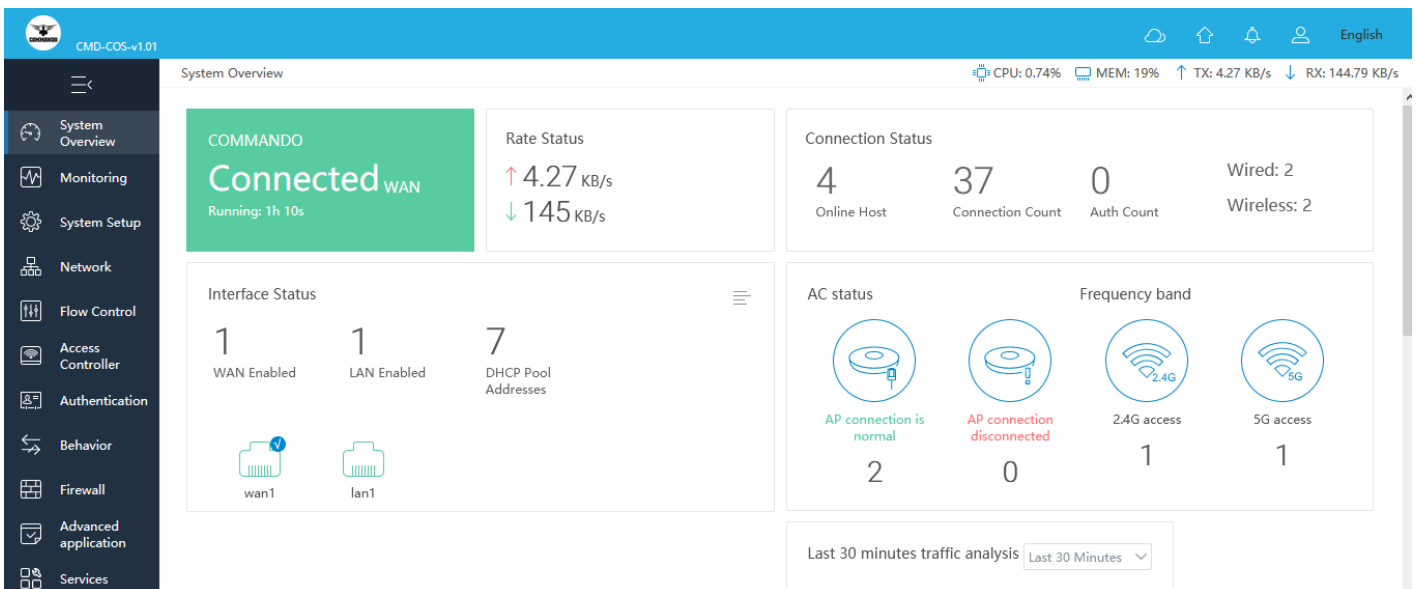 COMMANDO
CMD-COS-v1.01
English
System Overview
CPU: 0.74%
MEM: 19%
TX: 4.27 KB/s
RX: 144.79 KB/s
System
Overview
Monitoring
System Setup
Network
Flow Control
Access
Controller
Authentication
Behavior
Firewall
Advanced
application
Services
COMMANDO
Connected WAN
Running: 1h 10s
Rate Status
↑ 4.27 KB/s
↓ 145 KB/s
Connection Status
4
Online Host
37
Connection Count
0
Auth Count
Wired: 2
Wireless: 2
Interface Status
1
WAN Enabled
1
LAN Enabled
7
DHCP Pool
Addresses
wan1
lan1
AC status
Frequency band
2.4G
5G
AP connection is
normal
2
AP connection
disconnected
0
2.4G access
1
5G access
1
Last 30 minutes traffic analysis
Last 30 Minutes